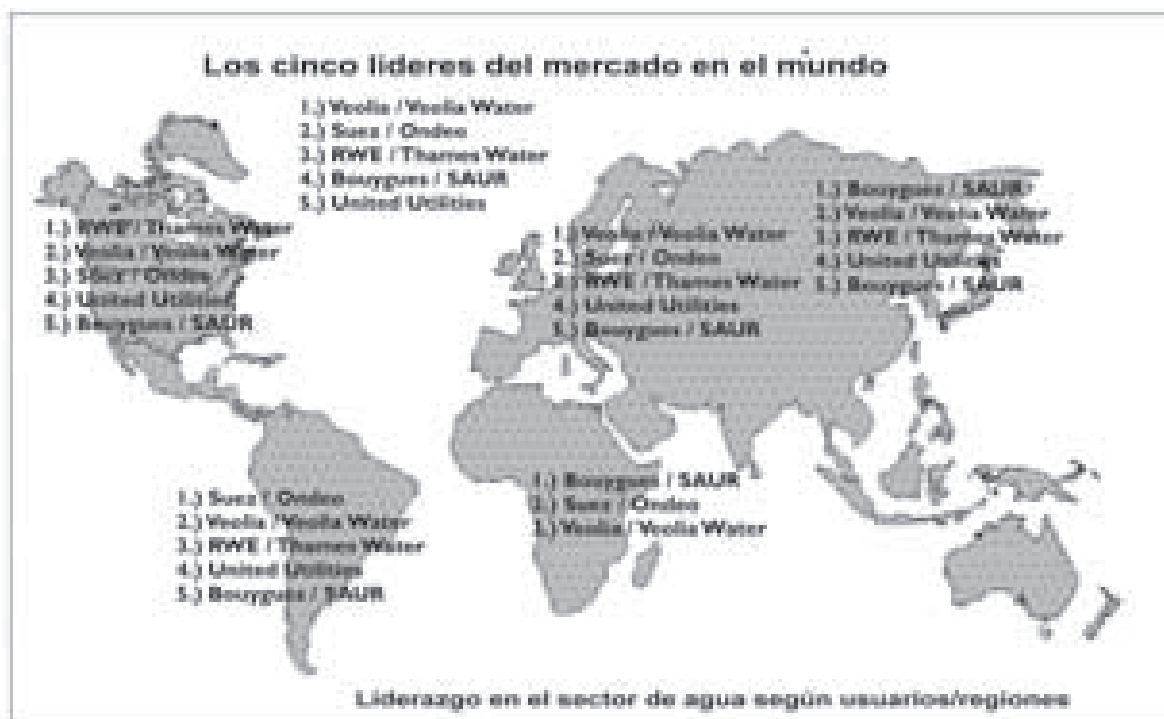 Los cinco lideres del mercado en el mundo
1.) Veolia / Veolia Water
2.) Suez / Ondeo
3.) RWE / Thames Water
4.) Bouygues / SAUR
5.) United Utilities
1.) RWE / Thames Water
2.) Veolia / Veolia Water
3.) Suez / Ondeo
4.) United Utilities
5.) Bouygues / SAUR
1.) Veolia / Veolia Water
2.) Suez / Ondeo
3.) RWE / Thames Water
4.) United Utilities
5.) Bouygues / SAUR
1.) Bouygues / SAUR
2.) Veolia / Veolia Water
3.) RWE / Thames Water
4.) United Utilities
5.) Bouygues / SAUR
1.) Suez / Ondeo
2.) Veolia / Veolia Water
3.) RWE / Thames Water
4.) United Utilities
5.) Bouygues / SAUR
1.) Bouygues / SAUR
2.) Suez / Ondeo
3.) Veolia / Veolia Water
Liderazgo en el sector de agua según usuarios/regiones